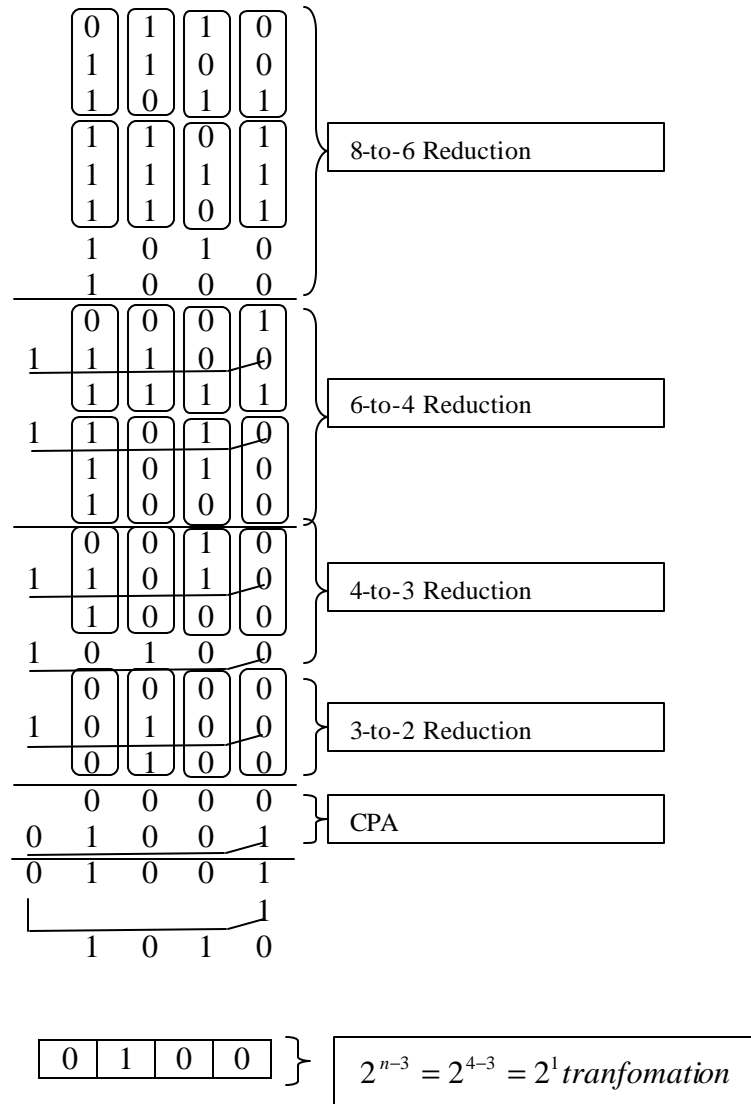 0 1 1 0
1 1 0 0
1 0 1 1
1 1 0 1
8-to-6 Reduction
1 1 1 1
1 1 0 1
1 0 1 0
1 0 0 0
0 0 0 1
1 1 1 0 0
1 1 1 1
6-to-4 Reduction
1 1 0 1 0
1 0 1 0
1 0 0 0
0 0 1 0
1 1 0 1 0
4-to-3 Reduction
1 0 0 0
1 0 1 0 0
0 0 0 0
1 0 1 0 0
3-to-2 Reduction
0 1 0 0
0 0 0 0
CPA
0 1 0 0 1
0 1 0 0 1
1
1 0 1 0
0 1 0 0
2^{n-3} = 2^{4-3} = 2^1 tranfomation